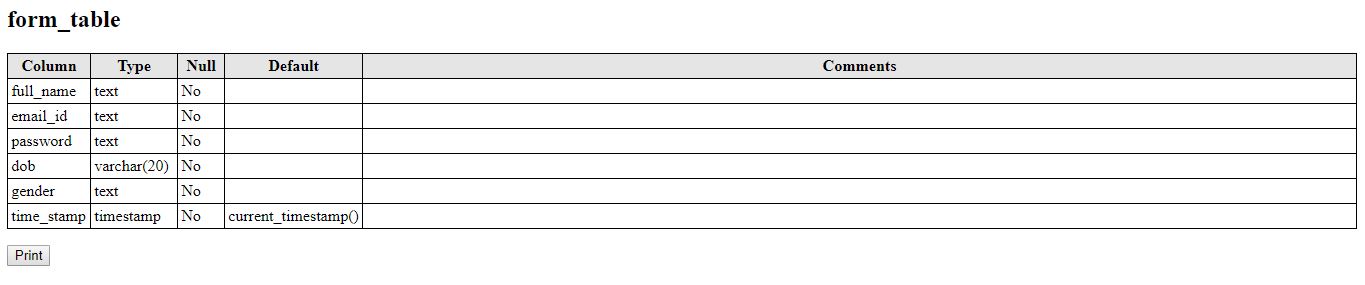 form_table
Column Type Null Default Comments
full_name text No
email_id text No
password text No
dob varchar(20) No
gender text No
time_stamp timestamp No current_timestamp()
Print